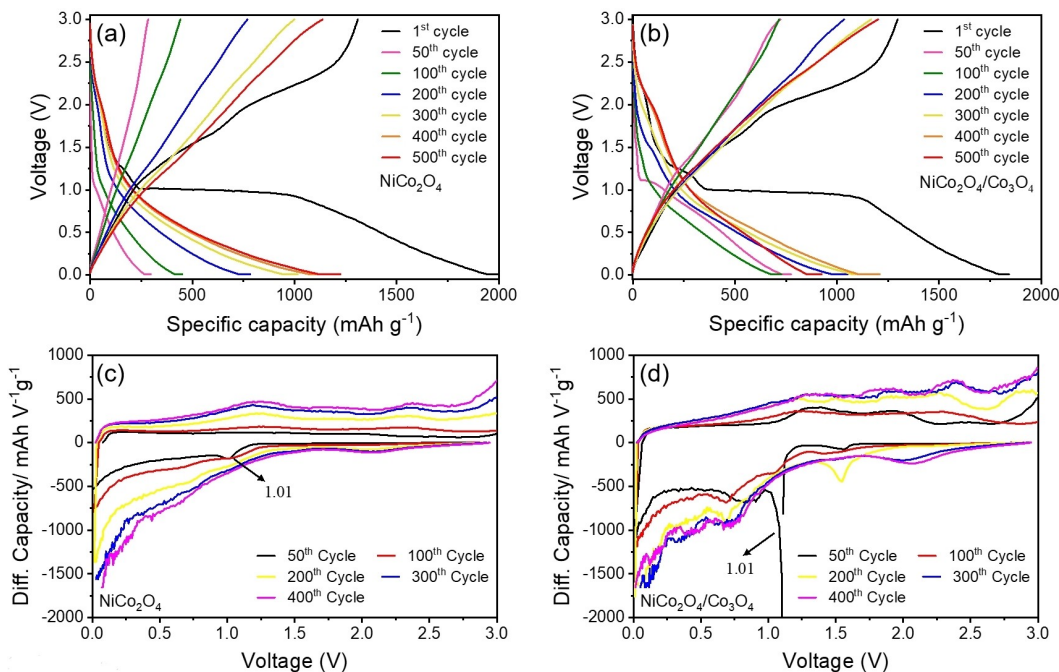 (a)
1st cycle
50th cycle
100th cycle
200th cycle
300th cycle
400th cycle
500th cycle
NiCo2O4
Voltage (V)
3.0
2.5
2.0
1.5
1.0
0.5
0.0
0 500 1000 1500 2000
Specific capacity (mAh g-1)
(b)
1st cycle
50th cycle
100th cycle
200th cycle
300th cycle
400th cycle
500th cycle
NiCo2O4/Co3O4
Voltage (V)
3.0
2.5
2.0
1.5
1.0
0.5
0.0
0 500 1000 1500 2000
Specific capacity (mAh g-1)
(c)
1.01
50th Cycle 100th Cycle
200th Cycle 300th Cycle
400th Cycle
NiCo2O4
Diff. Capacity/ mAh V-1g-1
1000
500
0
-500
-1000
-1500
-2000
0.0 0.5 1.0 1.5 2.0 2.5 3.0
Voltage (V)
(d)
1.01
50th Cycle 100th Cycle
200th Cycle 300th Cycle
400th Cycle
NiCo2O4/Co3O4
Diff. Capacity/ mAh V-1g-1
1000
500
0
-500
-1000
-1500
-2000
0.0 0.5 1.0 1.5 2.0 2.5 3.0
Voltage (V)